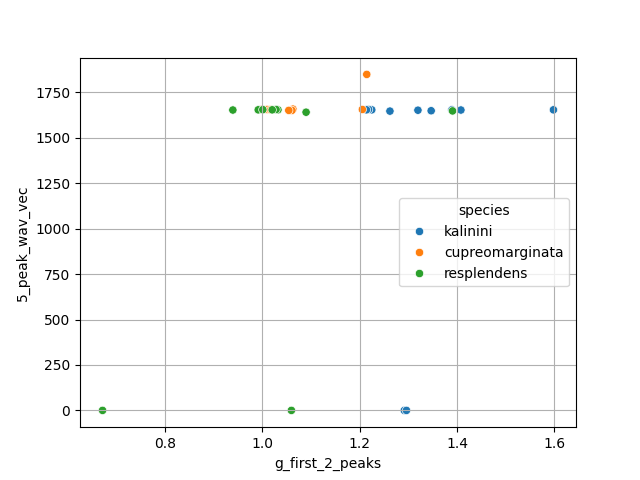 1750
1500
1250
1000
750
500
250
0
5_peak_wav_vec
species
kalinini
cupreomarginata
resplendens
0.8
1.0
1.2
1.4
1.6
g_first_2_peaks